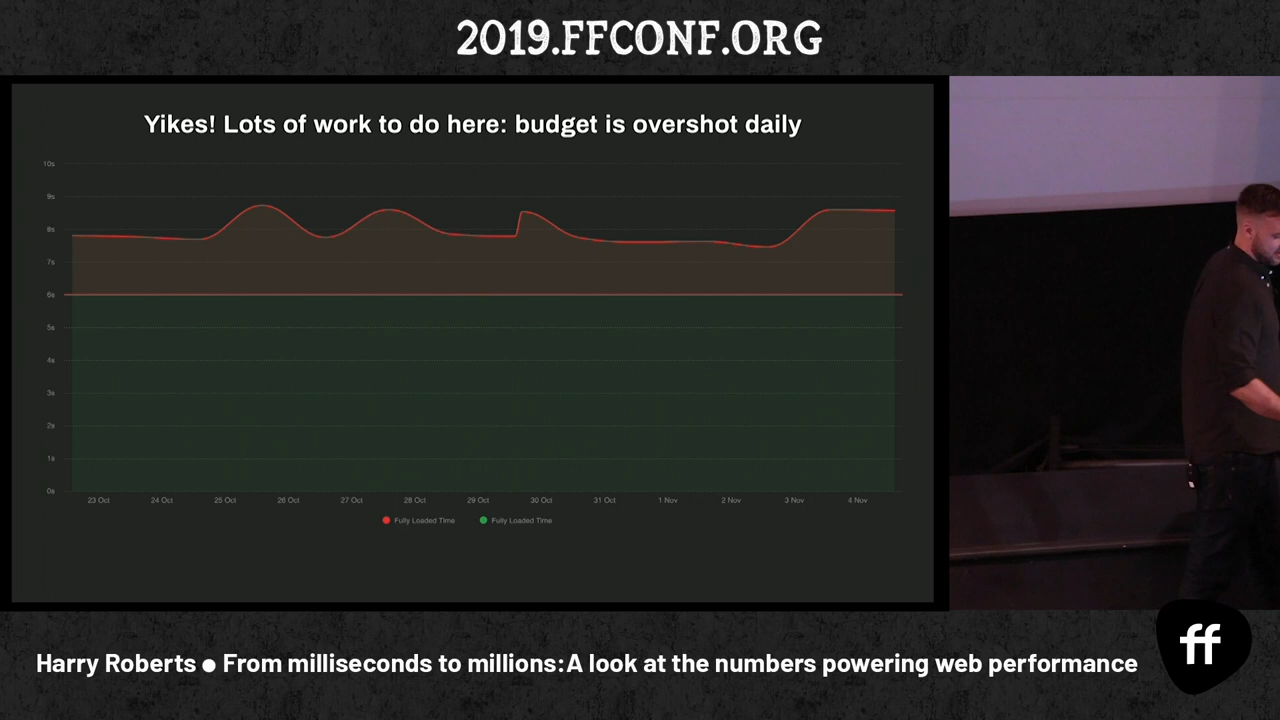 2019.FFCONF.ORG
Yikes! Lots of work to do here: budget is overshot daily
10s
9s
8s
7s
6s
5s
4s
3s
2s
1s
0s
23 Oct 24 Oct 25 Oct 26 Oct 27 Oct 28 Oct 29 Oct 30 Oct 31 Oct 1 Nov 2 Nov 3 Nov 4 Nov
Fully Loaded Time Fully Loaded Time
Harry Roberts ● From milliseconds to millions: A look at the numbers powering web performance
ff